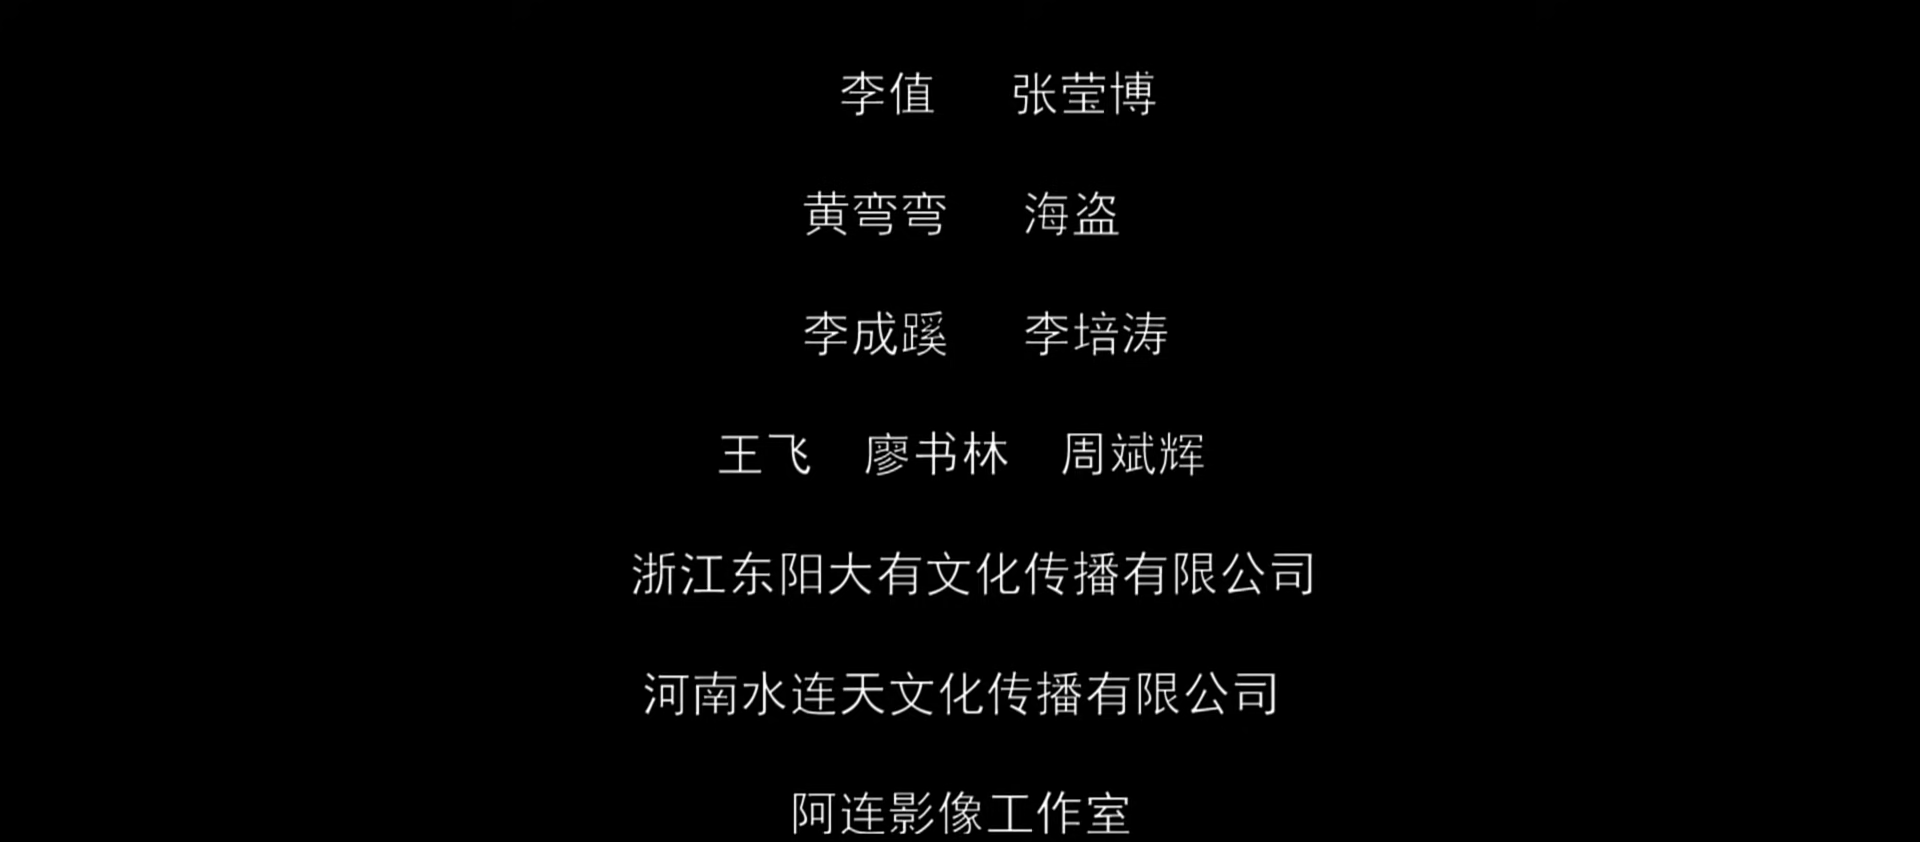 李值 张莹博
黄弯弯 海盗
李成蹊 李培涛
王飞 廖书林 周斌辉
浙江东阳大有文化传播有限公司
河南水连天文化传播有限公司
阿连影像工作室